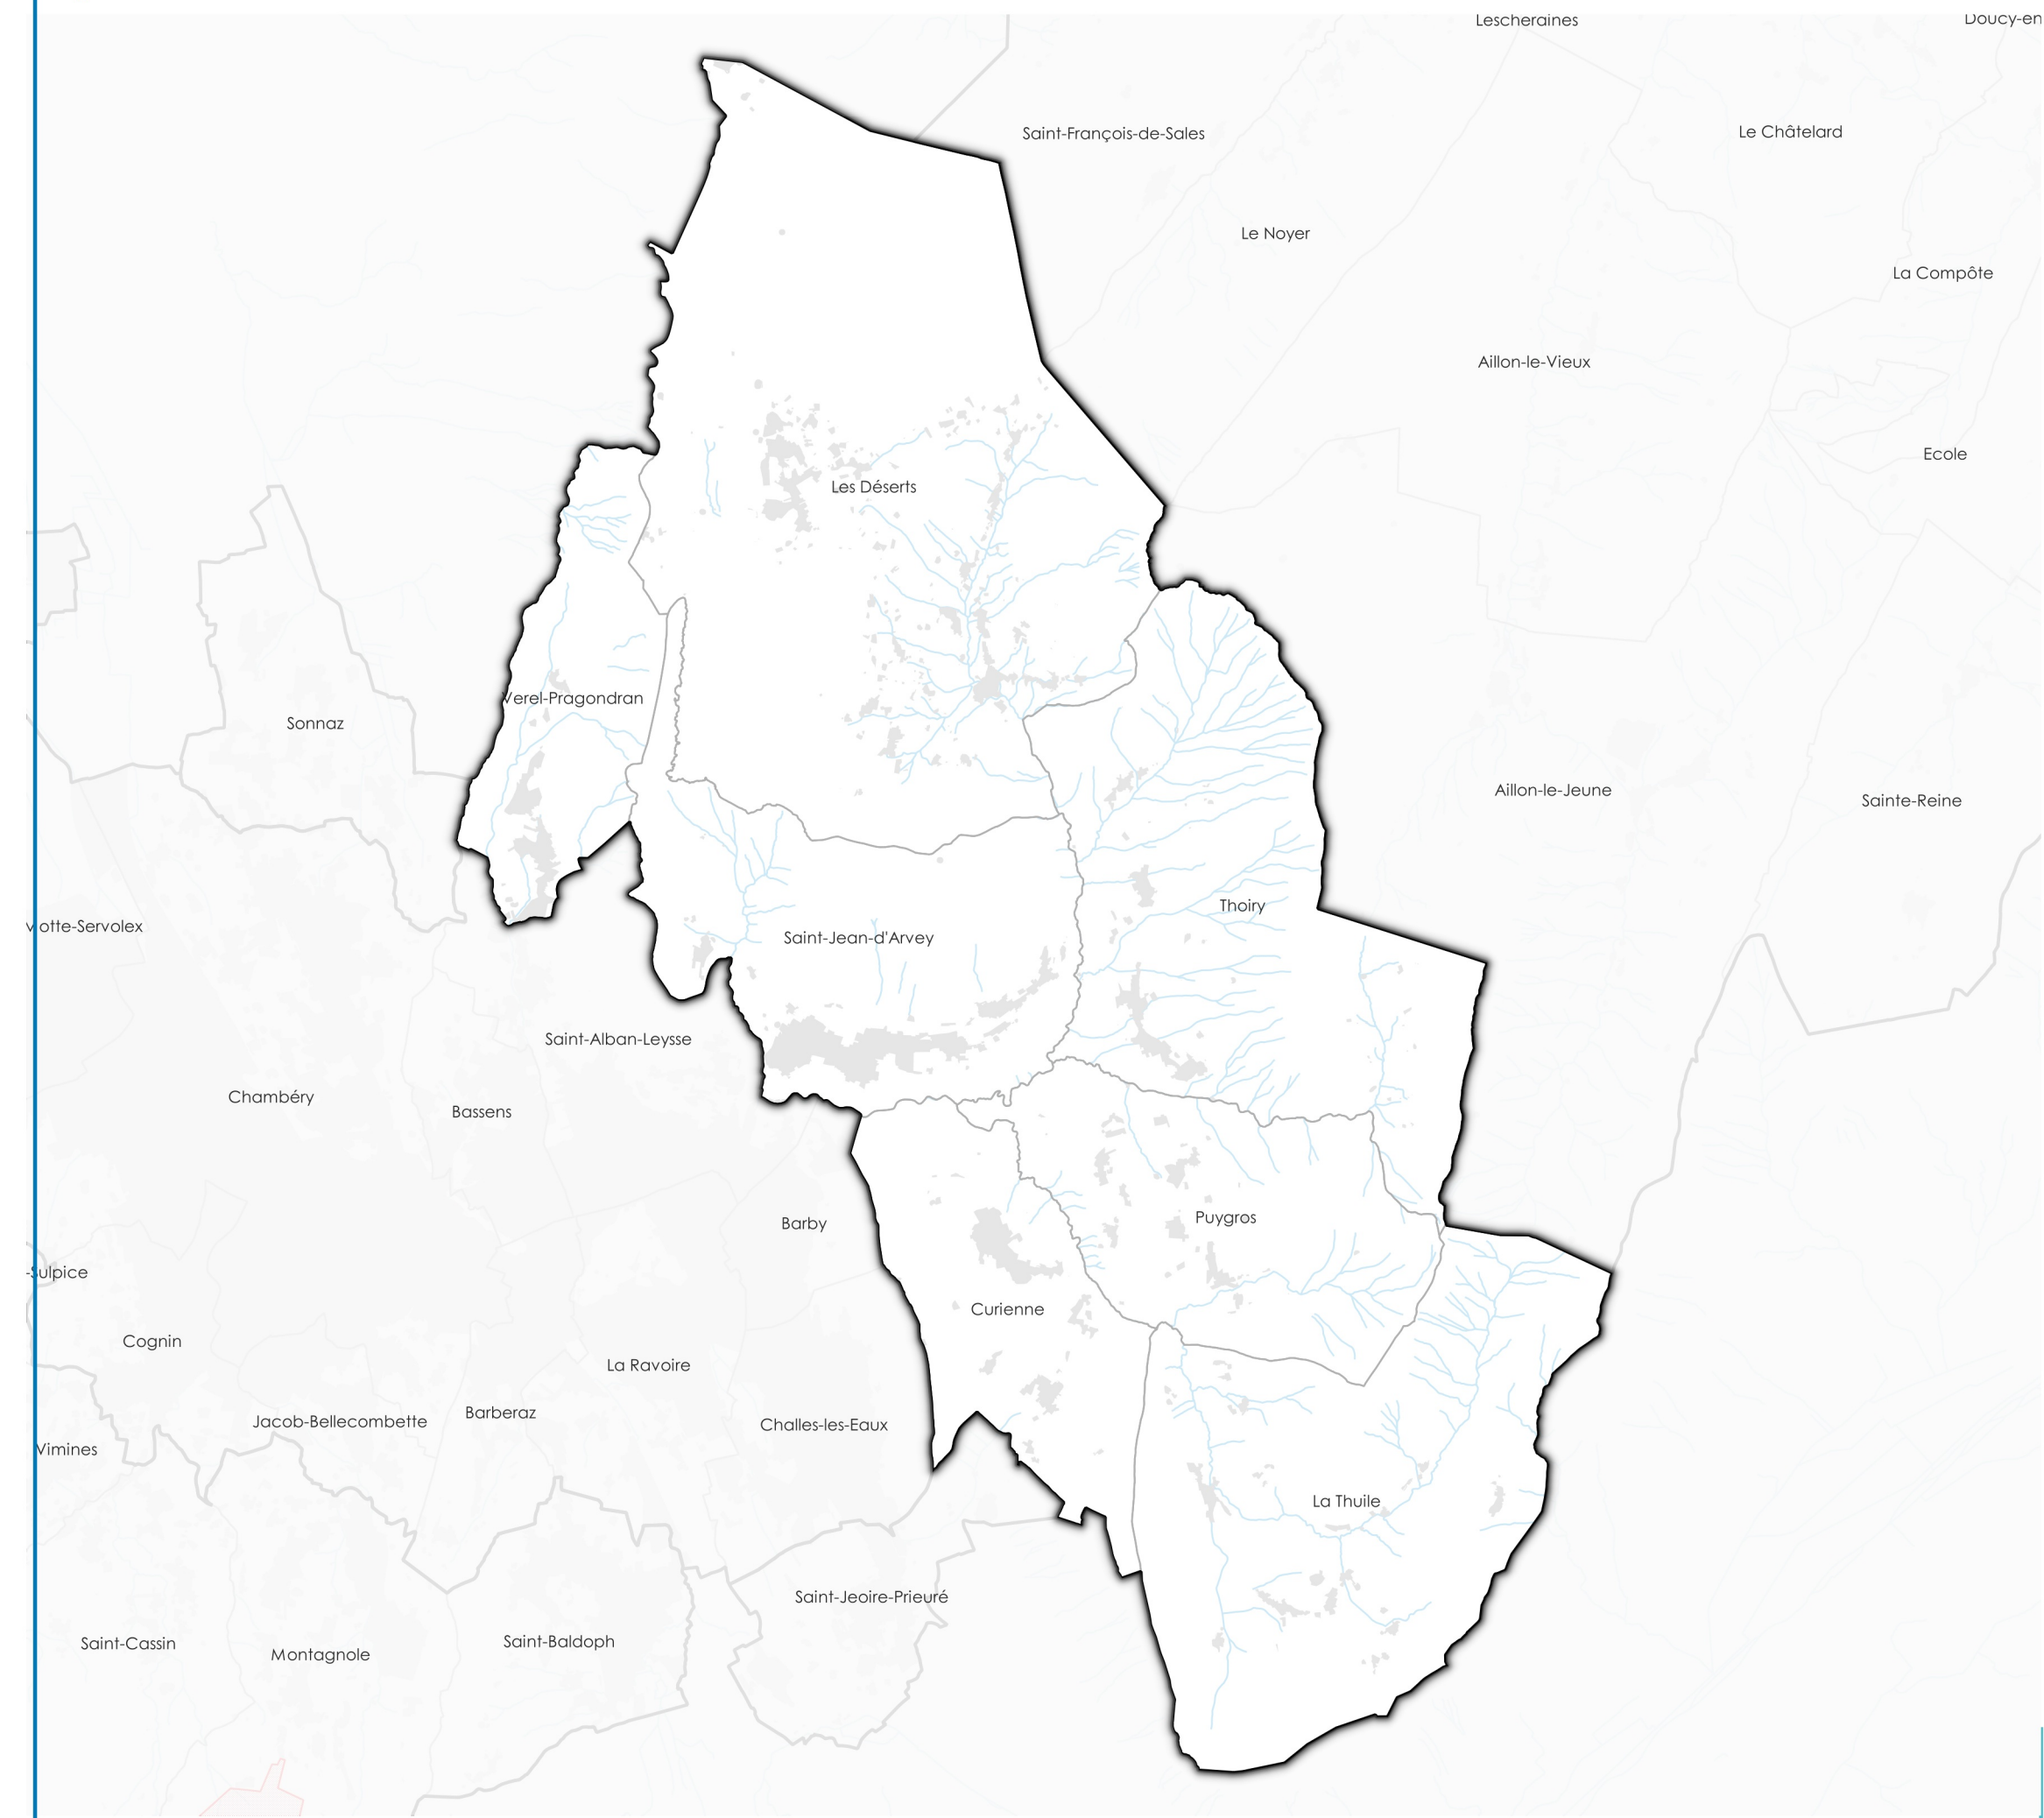 Lescheraines
Doucy-en
Saint-François-de-Sales
Le Châtelard
Le Noyer
La Compôte
Aillon-le-Vieux
Ecole
Les Déserts
Verel-Pragondran
Sonnaz
Aillon-le-Jeune
Sainte-Reine
Thoiry
otte-Servolex
Saint-Jean-d'Arvey
Saint-Alban-Leysse
Chambéry
Bassens
Puygros
Barby
-Sulpice
Curienne
Cognin
La Ravoire
Barberaz
Jacob-Bellecombette
Challes-les-Eaux
Vimines
La Thuile
Saint-Jeoire-Prieuré
Saint-Baldoph
Saint-Cassin
Montagnole